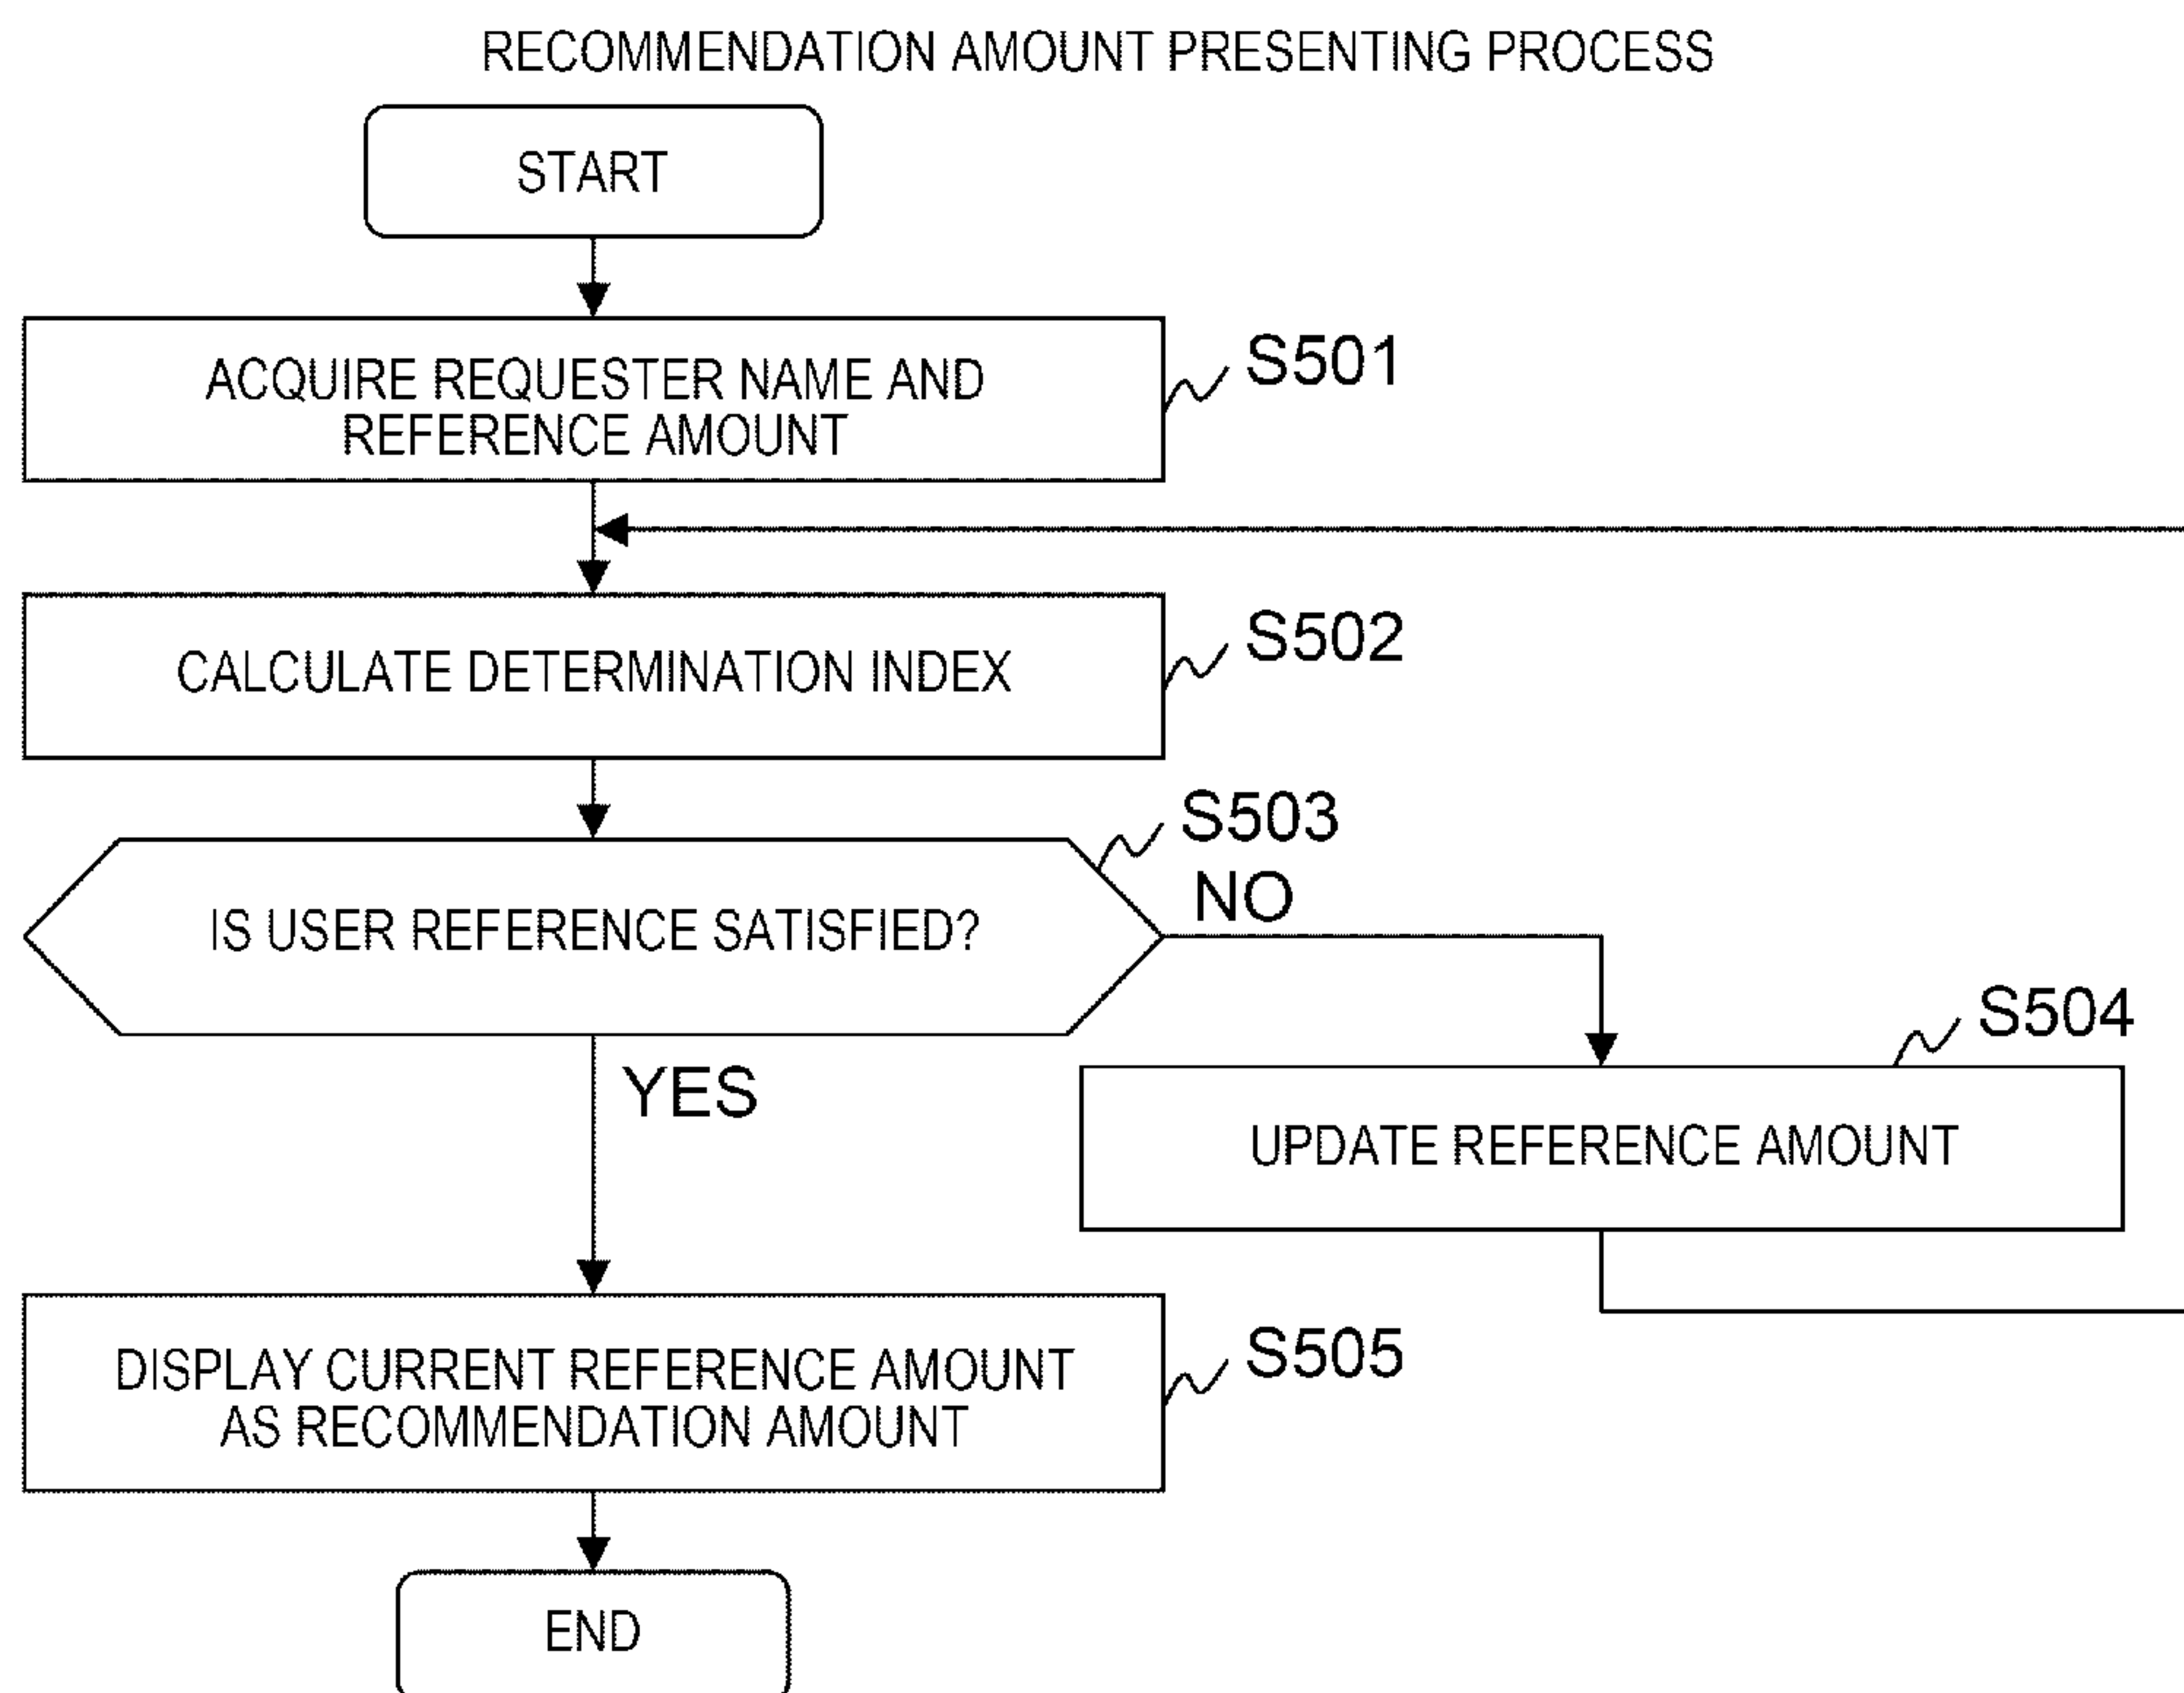 RECOMMENDATION AMOUNT PRESENTING PROCESS
START
ACQUIRE REQUESTER NAME AND
REFERENCE AMOUNT
S501
CALCULATE DETERMINATION INDEX
S502
S503
IS USER REFERENCE SATISFIED?
NO
YES
S504
UPDATE REFERENCE AMOUNT
DISPLAY CURRENT REFERENCE AMOUNT
AS RECOMMENDATION AMOUNT
S505
END